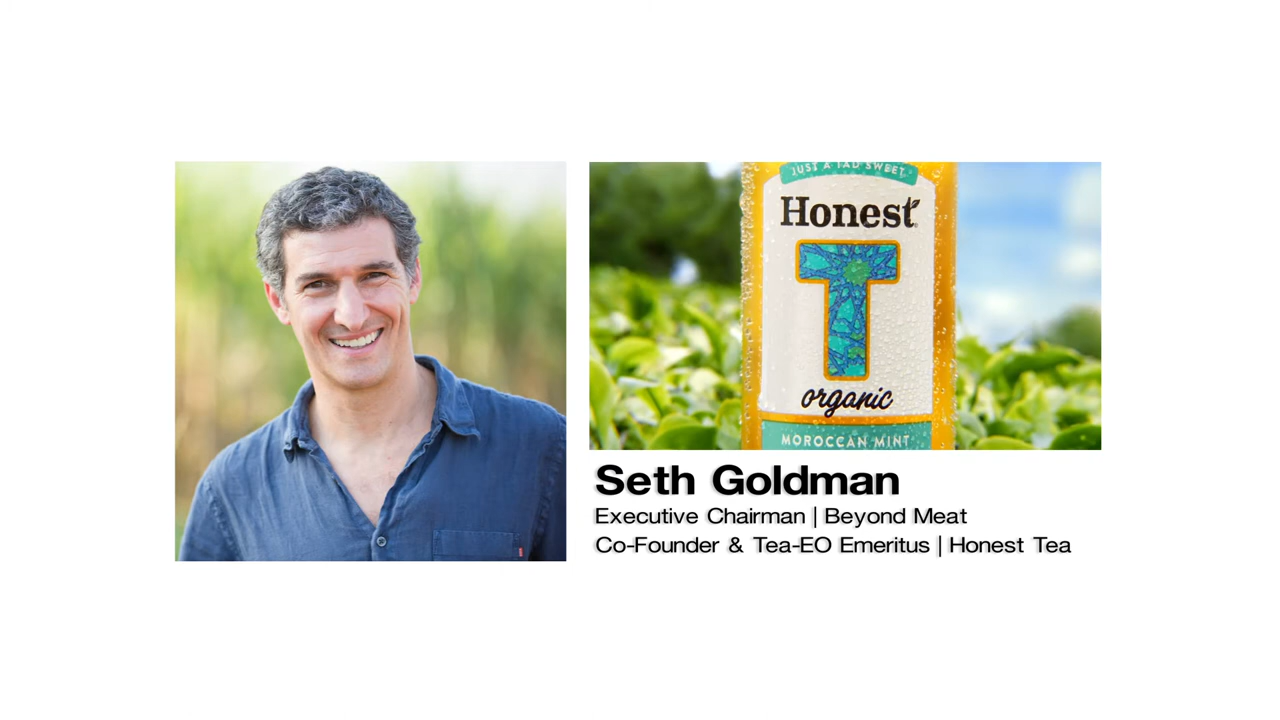 JUST A TAD SWEET
Honest
T
organic
MOROCCAN MINT
Seth Goldman
Executive Chairman | Beyond Meat
Co-Founder & Tea-EO Emeritus | Honest Tea